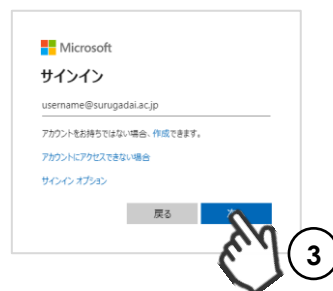 Microsoft
サインイン
username@surugadai.ac.jp
アカウントをお持ちではない場合、作成できます。
アカウントにアクセスできない場合
サインイン オプション
戻る
3